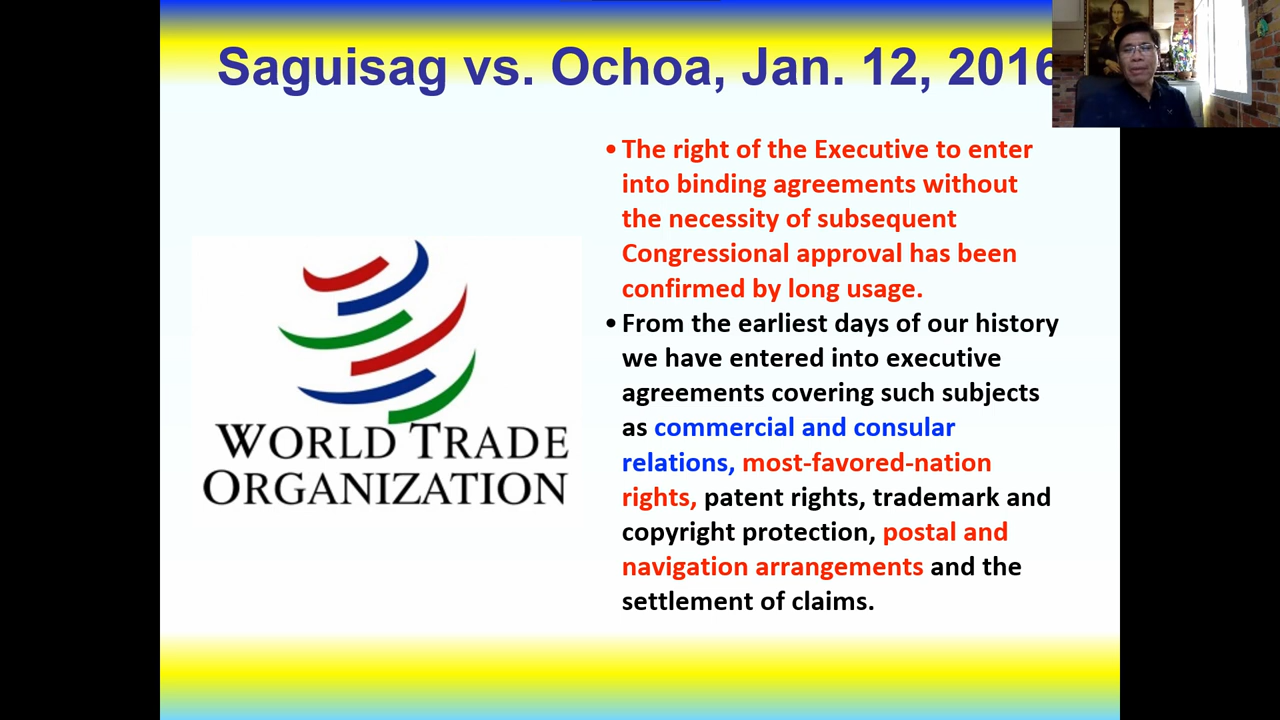 Saguisag vs. Ochoa, Jan. 12, 2016
• The right of the Executive to enter
into binding agreements without
the necessity of subsequent
Congressional approval has been
confirmed by long usage.
• From the earliest days of our history
we have entered into executive
agreements covering such subjects
as commercial and consular
relations, most-favored-nation
rights, patent rights, trademark and
copyright protection, postal and
navigation arrangements and the
settlement of claims.
WORLD TRADE
ORGANIZATION